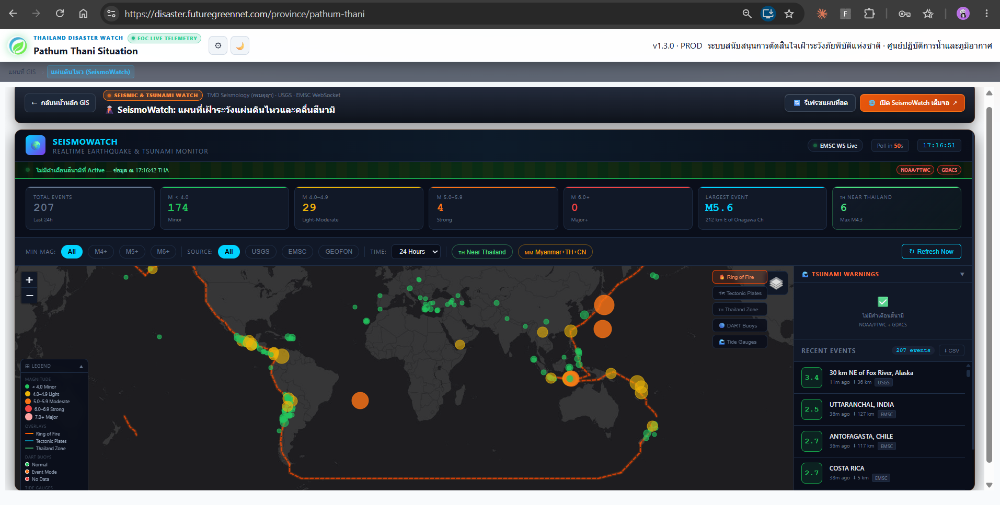 https://disaster.futuregreennet.com/province/pathum-thani
F
THAILAND DISASTER WATCH
EOC LIVE TELEMETRY
Pathum Thani Situation
v1.3.0 · PROD ระบบสนับสนุนการตัดสินใจเฝ้าระวังภัยพิบัติแห่งชาติ · ศูนย์ปฏิบัติการน้ำและภูมิอากาศ
แผนที่ GIS
แผ่นดินไหว (SeismoWatch)
← กลับหน้าหลัก GIS
SEISMIC & TSUNAMI WATCH
TMD Seismology (กรมอุตุฯ) · USGS · EMSC WebSocket
SeismoWatch: แผนที่เฝ้าระวังแผ่นดินไหวและคลื่นสึนามิ
รีเฟรชแผนที่สด
เปิด SeismoWatch เต็มจอ ↗
SEISMOWATCH
REALTIME EARTHQUAKE & TSUNAMI MONITOR
EMSC WS Live
Poll in 50s
17:16:51
ไม่มีคำเตือนสึนามิที่ Active — ข้อมูล ณ 17:16:42 THA
NOAA/PTWC
GDACS
TOTAL EVENTS
207
Last 24h
M < 4.0
174
Minor
M 4.0–4.9
29
Light-Moderate
M 5.0–5.9
4
Strong
M 6.0+
0
Major+
LARGEST EVENT
M5.6
212 km E of Onagawa Ch
TH NEAR THAILAND
6
Max M4.3
MIN MAG: All M4+ M5+ M6+
SOURCE: All USGS EMSC GEOFON
TIME: 24 Hours
TH Near Thailand
MM Myanmar+TH+CN
↻ Refresh Now
+
−
Ring of Fire
Tectonic Plates
TH Thailand Zone
DART Buoys
Tide Gauges
LEGEND ▲
MAGNITUDE
< 4.0 Minor
4.0–4.9 Light
5.0–5.9 Moderate
6.0–6.9 Strong
7.0+ Major
OVERLAYS
Ring of Fire
Tectonic Plates
Thailand Zone
DART BUOYS
Normal
Event Mode
No Data
TIDE GAUGES
TSUNAMI WARNINGS ▼
ไม่มีคำเตือนสึนามิ
NOAA/PTWC + GDACS
RECENT EVENTS
207 events
⬇ CSV
3.4
30 km NE of Fox River, Alaska
11m ago ⬇ 36 km USGS
2.5
UTTARANCHAL, INDIA
36m ago ⬇ 127 km EMSC
2.7
ANTOFAGASTA, CHILE
36m ago ⬇ 117 km EMSC
2.7
COSTA RICA
38m ago ⬇ 5 km EMSC